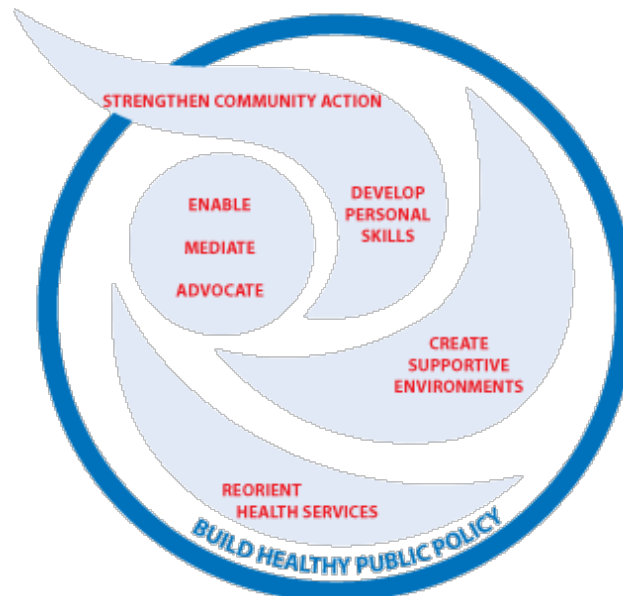 STRENGTHEN COMMUNITY ACTION
ENABLE
MEDIATE
ADVOCATE
DEVELOP
PERSONAL
SKILLS
CREATE
SUPPORTIVE
ENVIRONMENTS
REORIENT
HEALTH SERVICES
BUILD HEALTHY PUBLIC POLICY